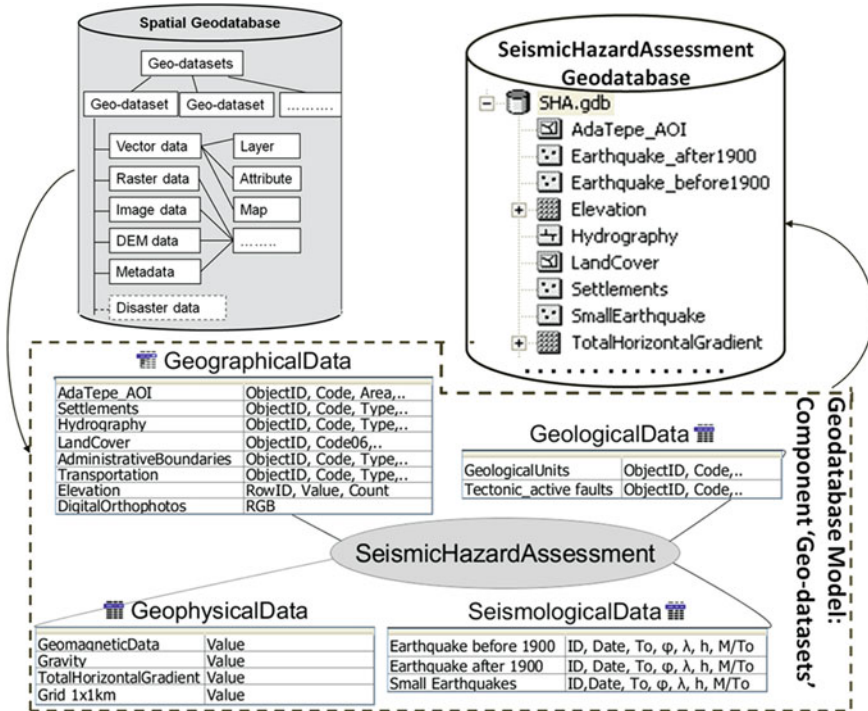 Spatial Geodatabase
Geo-datasets
Geo-dataset
Geo-dataset
..........
Vector data
Layer
Raster data
Attribute
Image data
Map
DEM data
........
Metadata
Disaster data
SeismicHazardAssessment
Geodatabase
SHA.gdb
AdaTepe_AOI
Earthquake_after1900
Earthquake_before1900
Elevation
Hydrography
LandCover
Settlements
SmallEarthquake
TotalHorizontalGradient
. . . . . . . . . . . . .
GeographicalData
AdaTepe_AOI ObjectID, Code, Area,..
Settlements ObjectID, Code, Type,..
Hydrography ObjectID, Code, Type,..
LandCover ObjectID, Code06,..
AdministrativeBoundaries ObjectID, Code, Type,..
Transportation ObjectID, Code, Type,..
Elevation RowID, Value, Count
DigitalOrthophotos RGB
GeologicalData
GeologicalUnits ObjectID, Code,..
Tectonic_active faults ObjectID, Code,..
Geodatabase Model:
Component ‘Geo-datasets’
SeismicHazardAssessment
GeophysicalData
GeomagneticData Value
Gravity Value
TotalHorizontalGradient Value
Grid 1x1km Value
SeismologicalData
Earthquake before 1900 ID, Date, To, φ, λ, h, M/To
Earthquake after 1900 ID, Date, To, φ, λ, h, M/To
Small Earthquakes ID,Date, To, φ, λ, h, M/To